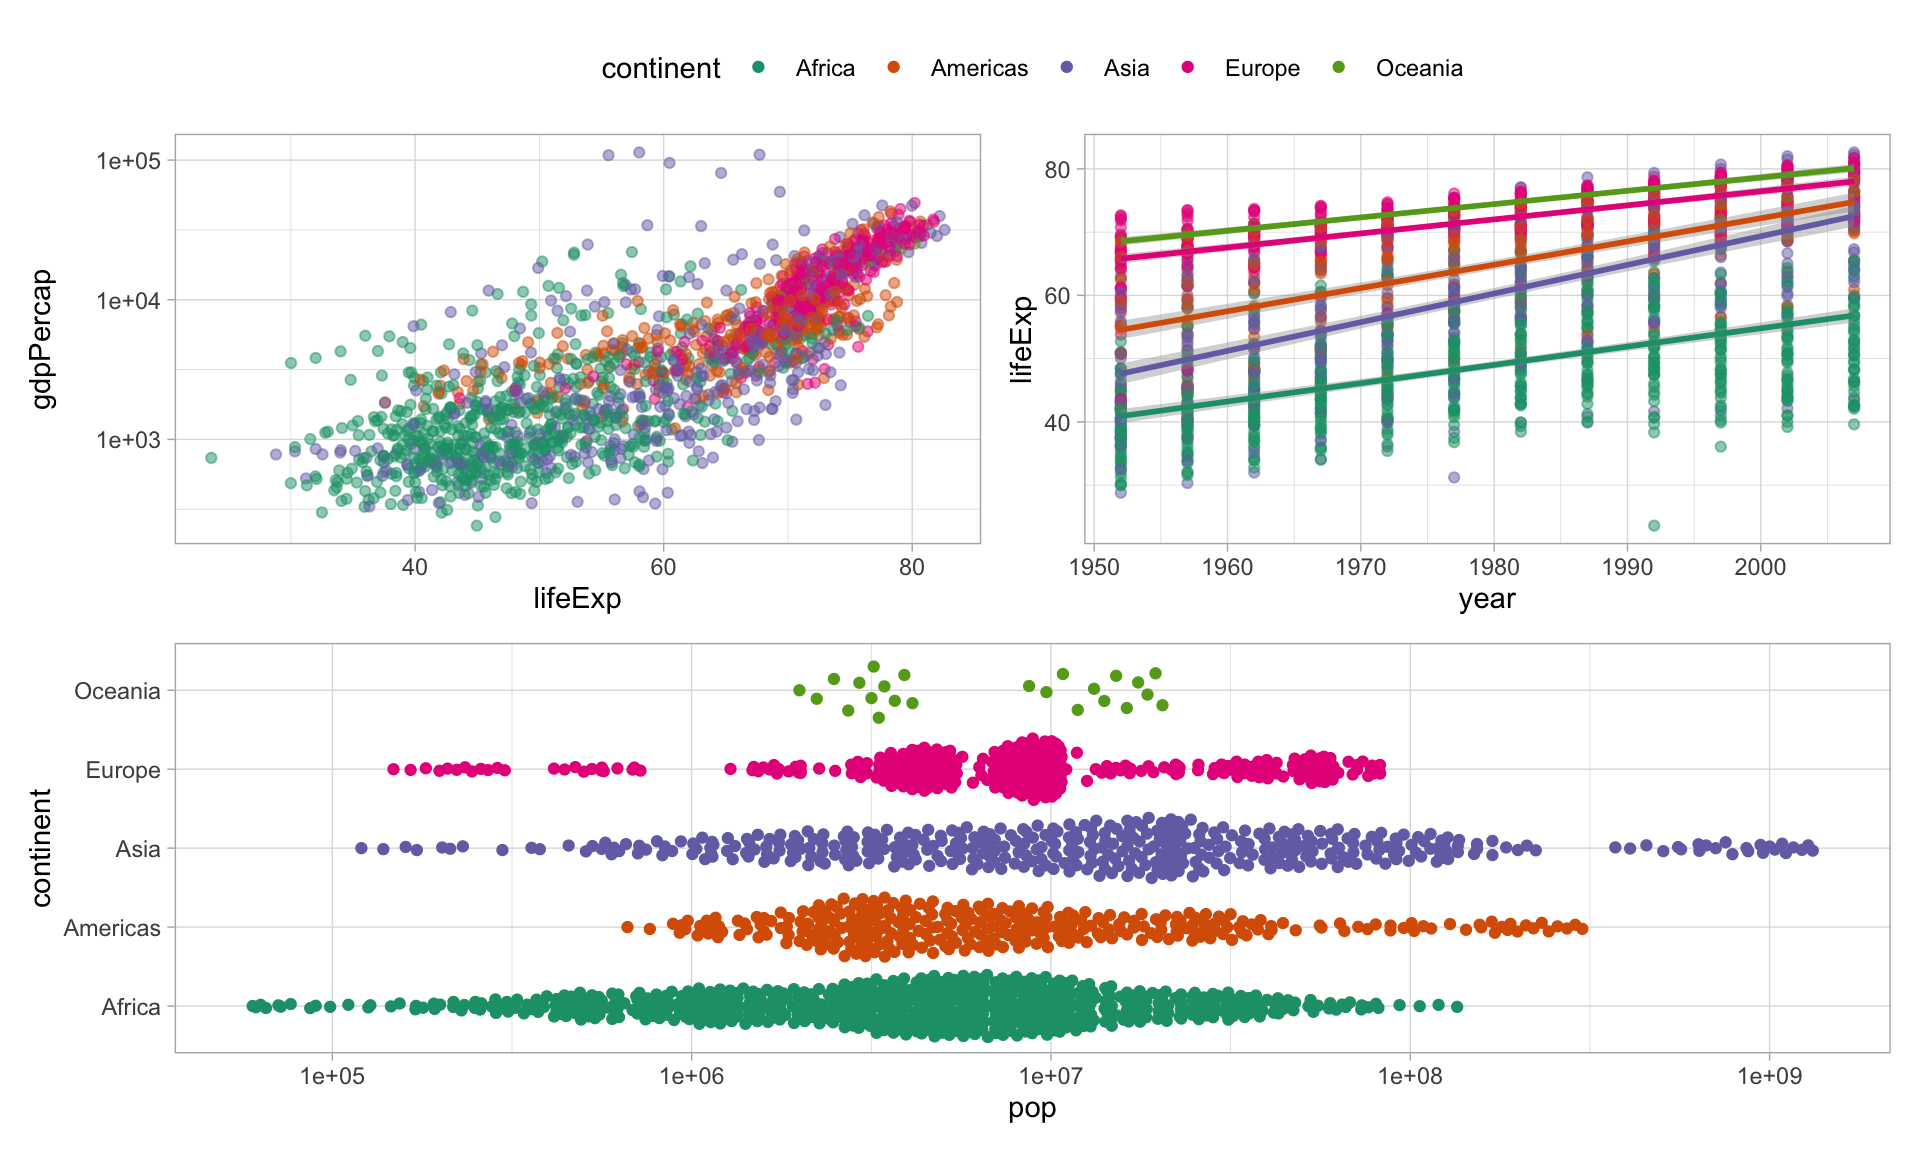 continent Africa Americas Asia Europe Oceania
gdpPercap
1e+05
1e+04
1e+03
40 60 80
lifeExp
lifeExp
80
60
40
1950 1960 1970 1980 1990 2000
year
continent
Oceania
Europe
Asia
Americas
Africa
1e+05 1e+06 1e+07 1e+08 1e+09
pop